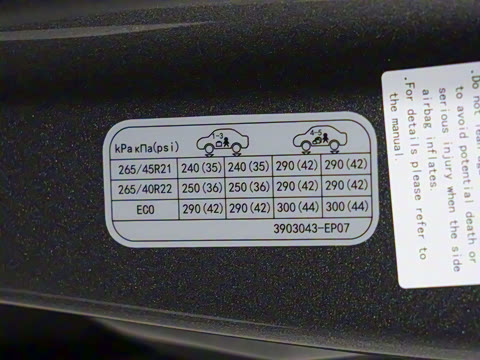 kPa кПа(psi) 1-3 4-5
265/45R21 240 (35) 240 (35) 290 (42) 290 (42)
265/40R22 250 (36) 250 (36) 290 (42) 290 (42)
ECO 290 (42) 290 (42) 300 (44) 300 (44)
3903043-EP07
.Do not
to avoid potential death or
serious injury when the side
airbag inflates.
.For details please refer to
the manual.